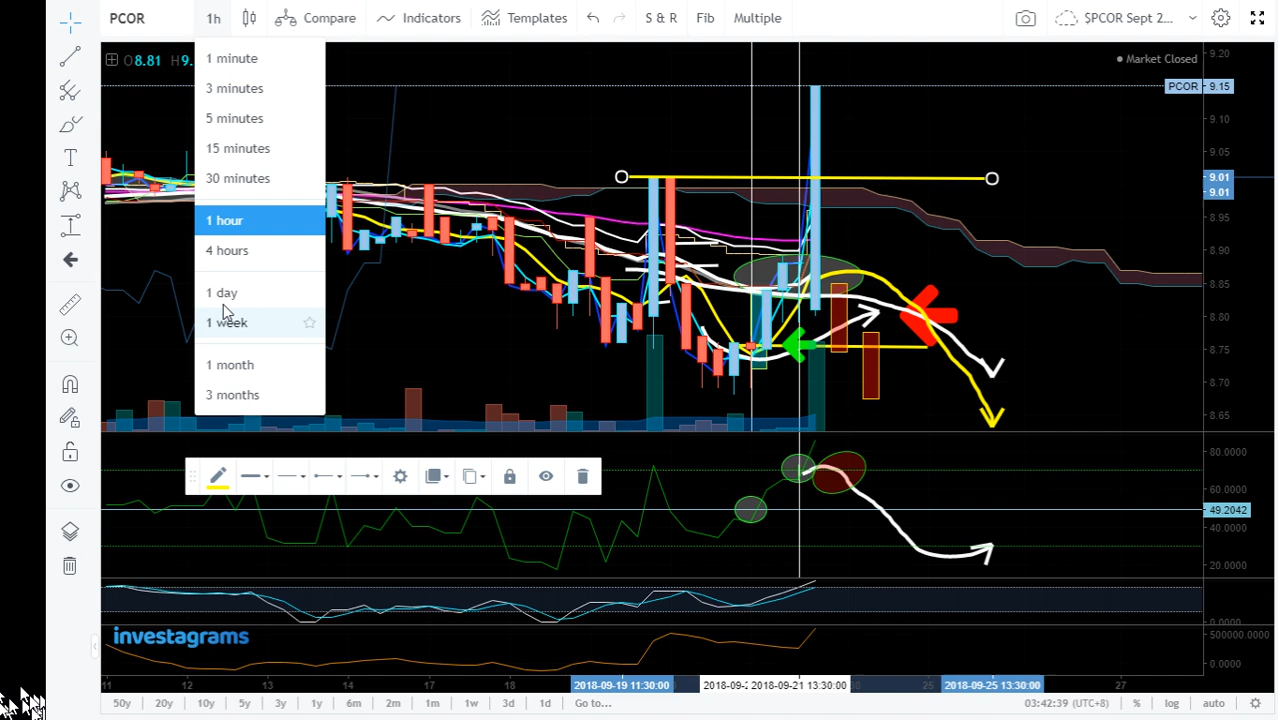 PCOR 1h Compare Indicators Templates S & R Fib Multiple $PCOR Sept 2...
O8.81 H9.
Market Closed
1 minute
3 minutes
5 minutes
15 minutes
30 minutes
1 hour
4 hours
1 day
1 week
1 month
3 months
9.20
PCOR 9.15
9.10
9.05
9.01
9.01
8.95
8.90
8.85
8.80
8.75
8.70
8.65
80.0000
60.0000
49.2042
40.0000
20.0000
0.0000
investagrams
500000.0000
0.0000
11 12 13 14 17 18 2018-09-19 11:30:00 2018-09-2 2018-09-21 13:30:00 25 2018-09-25 13:30:00 27
50y 20y 10y 5y 3y 1y 6m 3m 1m 1w 3d 1d Go to... 03:42:39 (UTC+8) % log auto